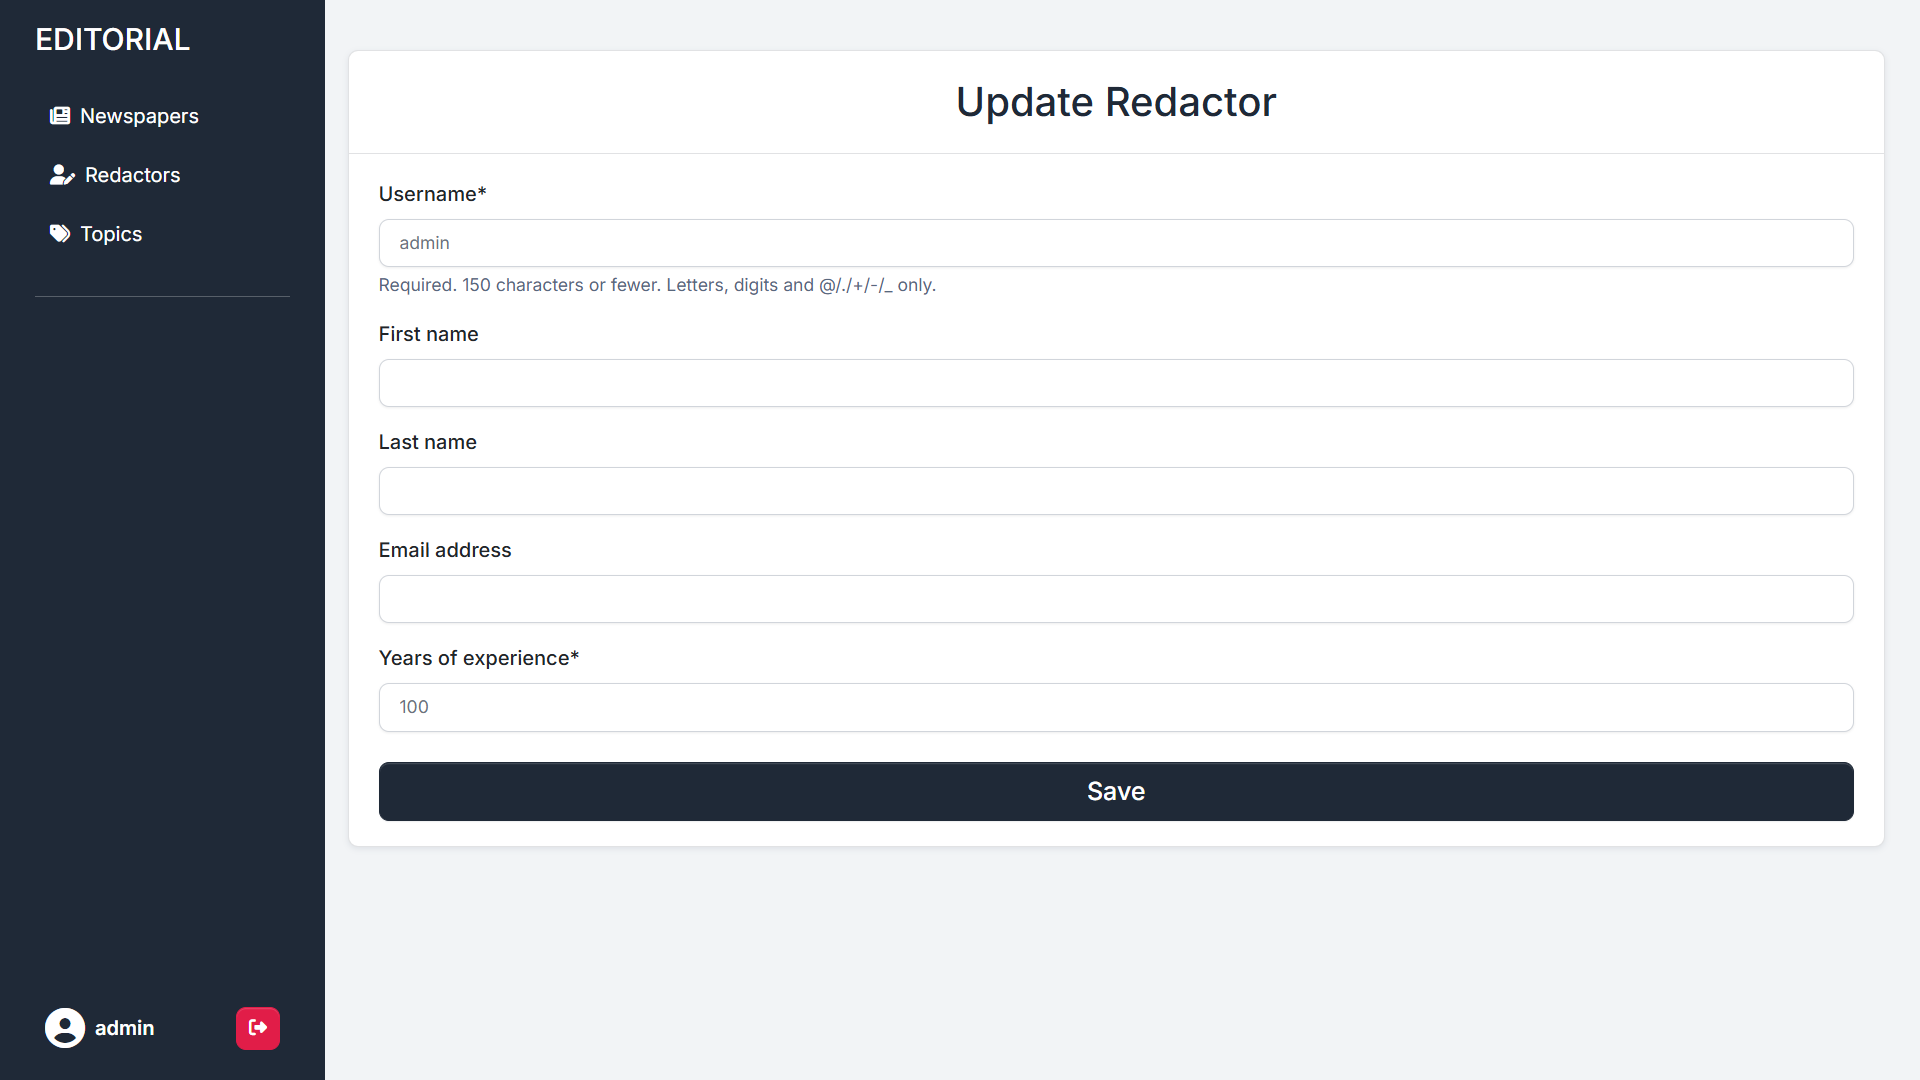 EDITORIAL
Newspapers
Redactors
Topics
admin
Update Redactor
Username*
admin
Required. 150 characters or fewer. Letters, digits and @/./+/-/_ only.
First name
Last name
Email address
Years of experience*
100
Save